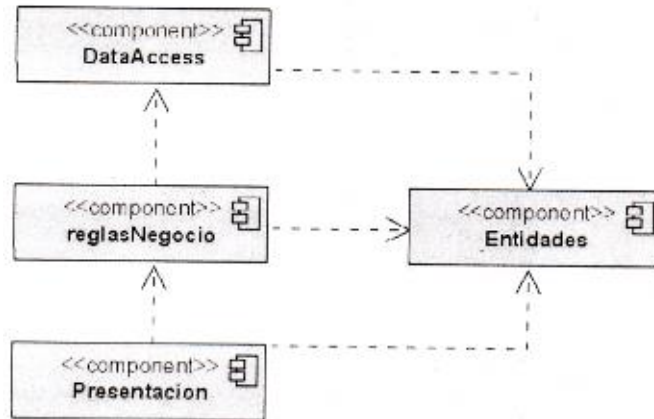 <<component>>
DataAccess
<<component>>
reglasNegocio
<<component>>
Entidades
<<component>>
Presentacion